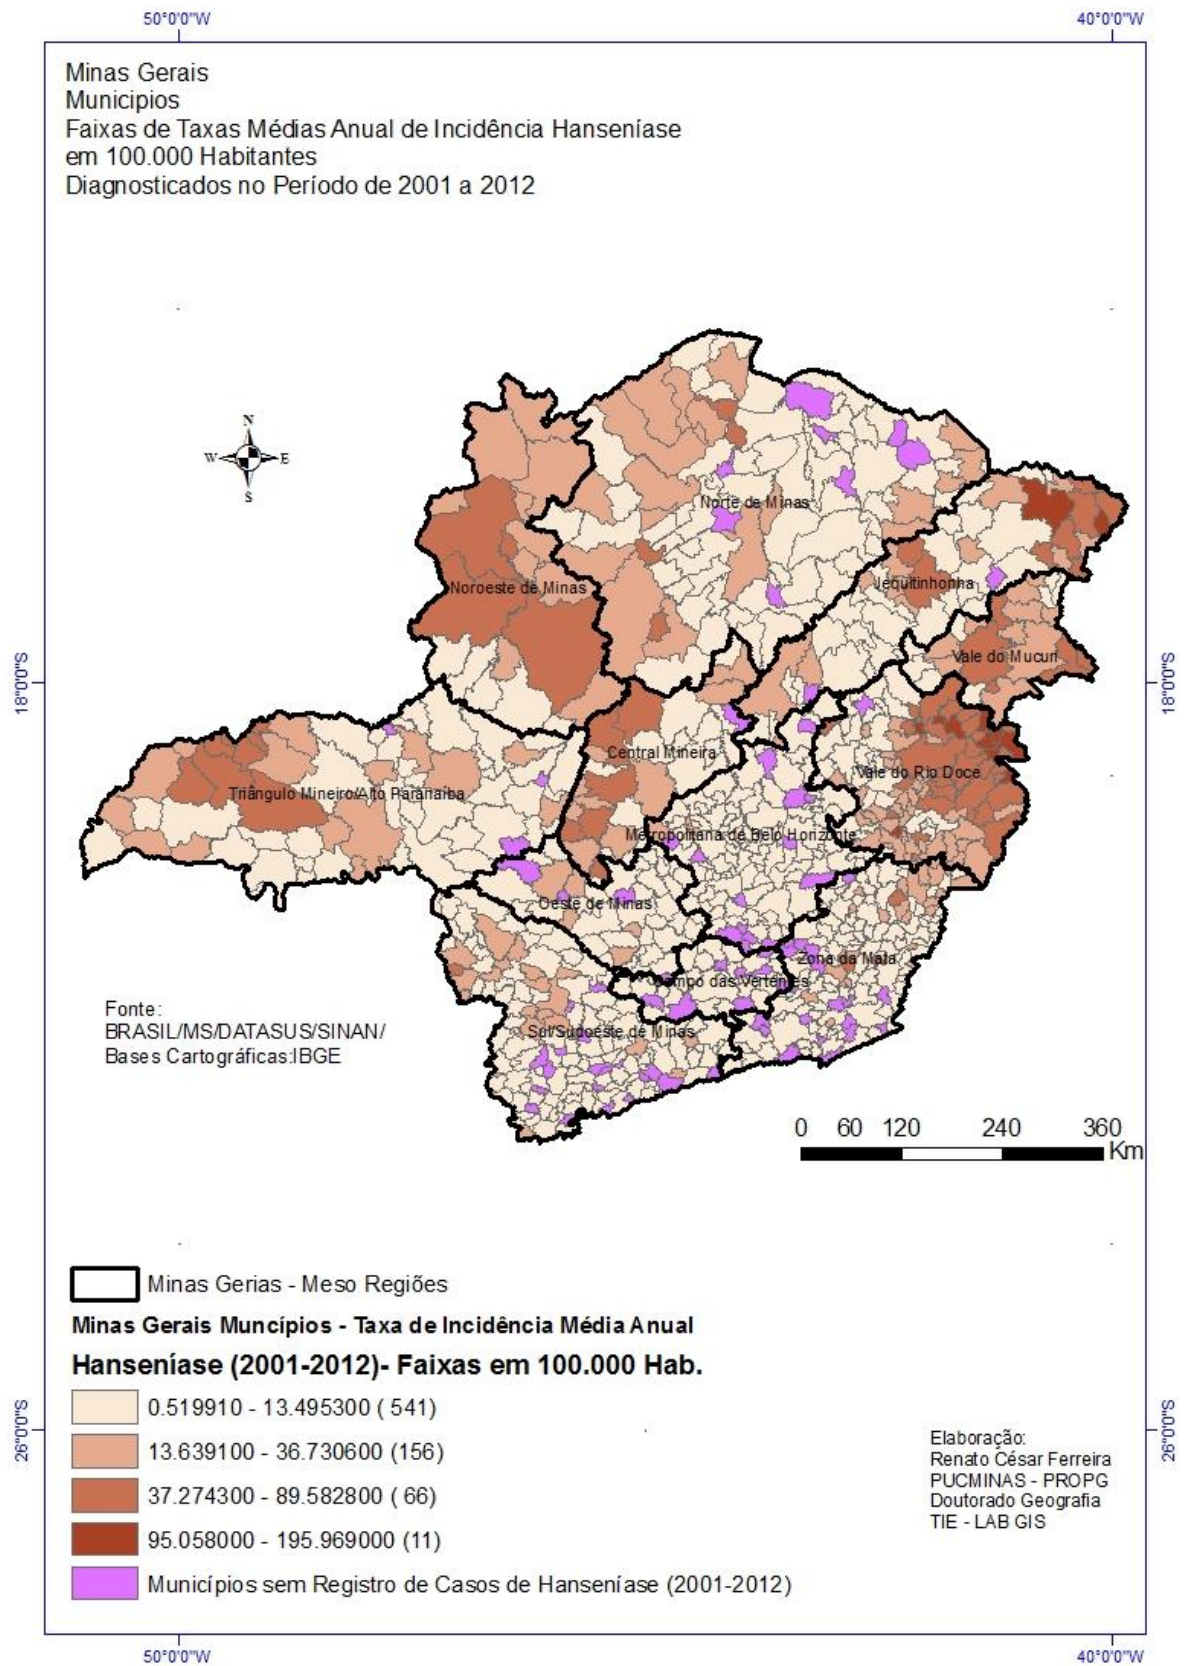 50°0'0"W
40°0'0"W
Minas Gerais
Municipios
Faixas de Taxas Médias Anual de Incidência Hanseníase
em 100.000 Habitantes
Diagnosticados no Período de 2001 a 2012
N
W
E
S
Norte de Minas
Jequitinhonha
Noroeste de Minas
Vale do Mucuri
18°0'0"S
18°0'0"S
Central Mineira
Vale do Rio Doce
Triângulo Mineiro/Alto Paranaíba
Metropolitana de Belo Horizonte
Oeste de Minas
Zona da Mata
Campo das Vertentes
Sul/Sudoeste de Minas
Fonte:
BRASIL/MS/DATASUS/SINAN/
Bases Cartográficas:IBGE
0 60 120 240 360
Km
Minas Gerias - Meso Regiões
Minas Gerais Muncípios - Taxa de Incidência Média Anual
Hanseníase (2001-2012)- Faixas em 100.000 Hab.
0.519910 - 13.495300 ( 541)
13.639100 - 36.730600 (156)
37.274300 - 89.582800 ( 66)
95.058000 - 195.969000 (11)
Municípios sem Registro de Casos de Hanseníase (2001-2012)
26°0'0"S
26°0'0"S
Elaboração:
Renato César Ferreira
PUCMINAS - PROPG
Doutorado Geografia
TIE - LAB GIS
50°0'0"W
40°0'0"W